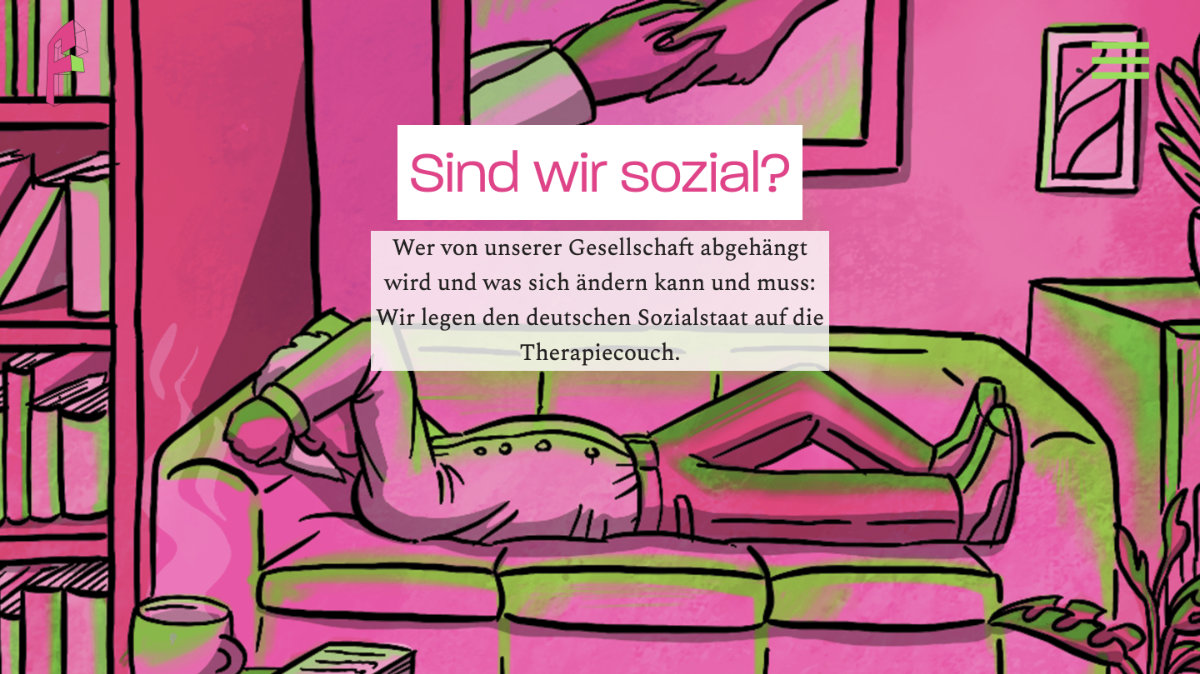 Sind wir sozial?
Wer von unserer Gesellschaft abgehängt
wird und was sich ändern kann und muss:
Wir legen den deutschen Sozialstaat auf die
Therapiecouch.